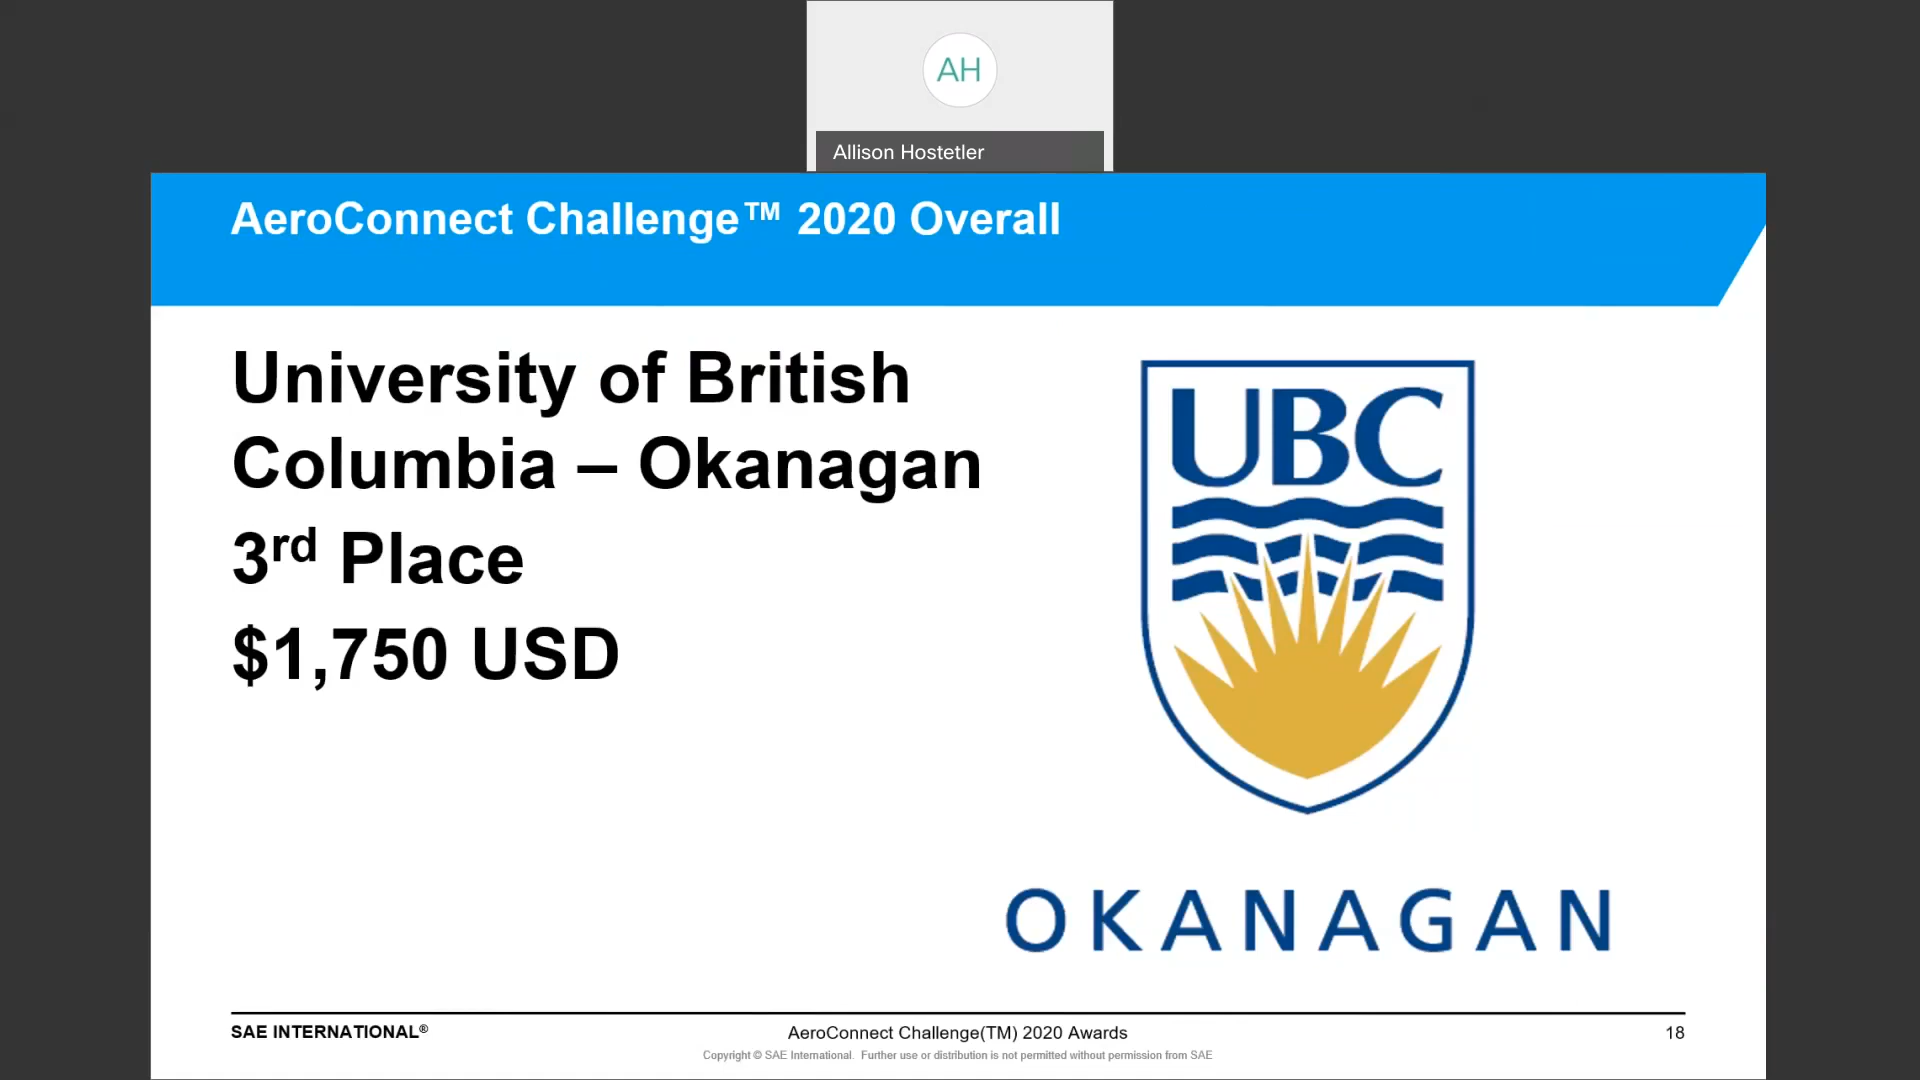 AH
Allison Hostetler
AeroConnect Challenge™ 2020 Overall
University of British
Columbia – Okanagan
3rd Place
$1,750 USD
UBC
OKANAGAN
SAE INTERNATIONAL®
AeroConnect Challenge(TM) 2020 Awards
18
Copyright © SAE International. Further use or distribution is not permitted without permission from SAE